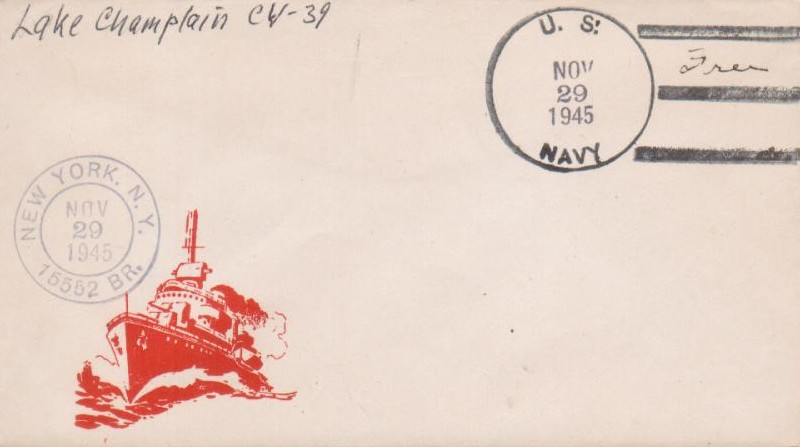 Lake Champlain CV-39
U. S.
NOV
29
1945
NAVY
Free
NEW YORK, N.Y.
NOV
29
1945
15552 BR.